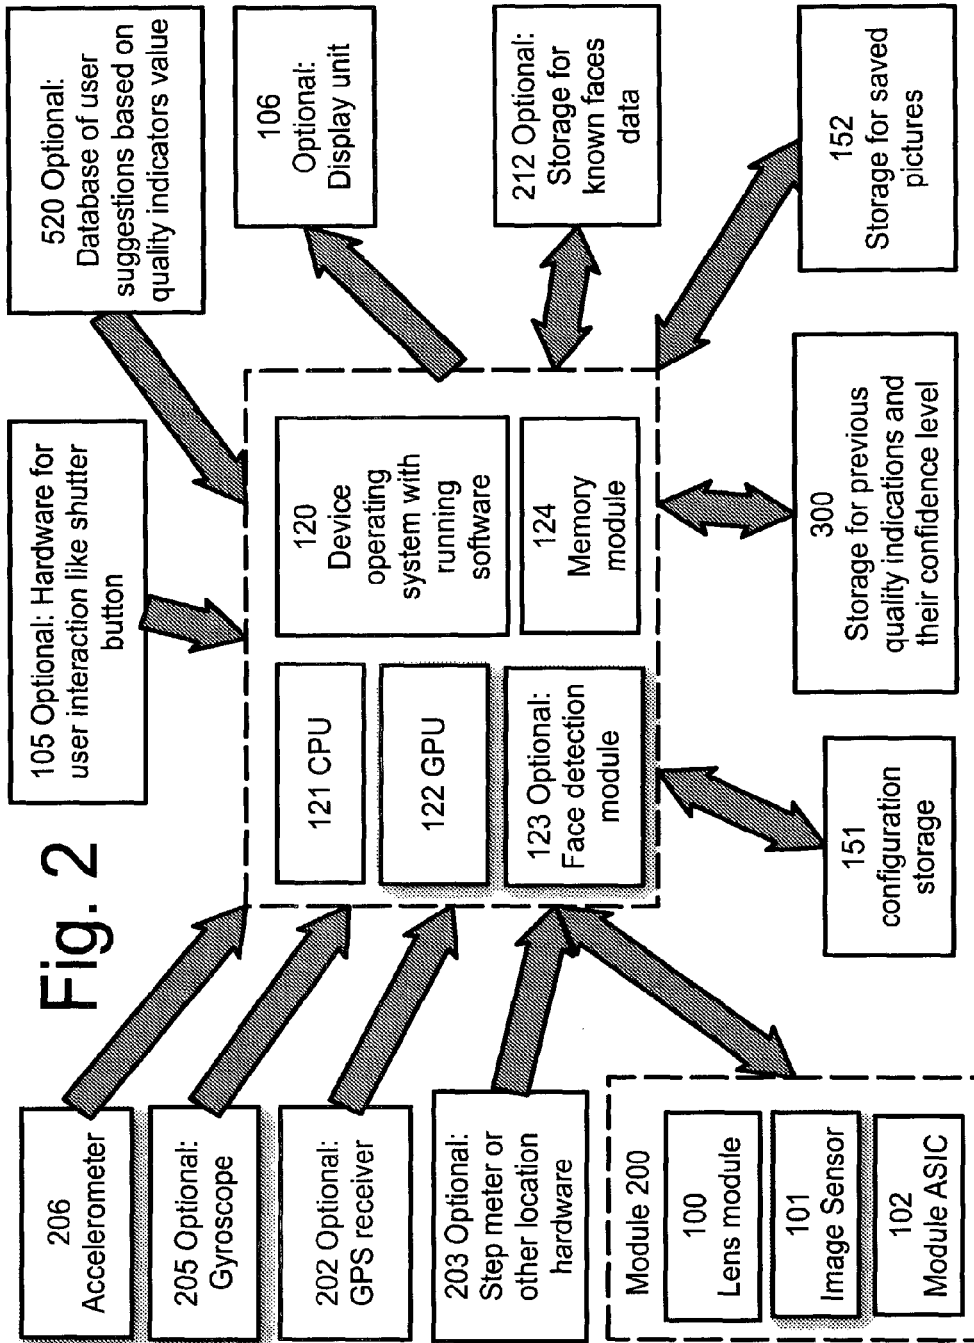 Fig. 2
206
Accelerometer
205 Optional:
Gyroscope
202 Optional:
GPS receiver
203 Optional:
Step meter or
other location
hardware
Module 200
100
Lens module
101
Image Sensor
102
Module ASIC
105 Optional: Hardware for
user interaction like shutter
button
121 CPU
122 GPU
123 Optional:
Face detection
module
120
Device
operating
system with
running
software
124
Memory
module
151
configuration
storage
300
Storage for previous
quality indications and
their confidence level
520 Optional:
Database of user
suggestions based on
quality indicators value
106
Optional:
Display unit
212 Optional:
Storage for
known faces
data
152
Storage for saved
pictures